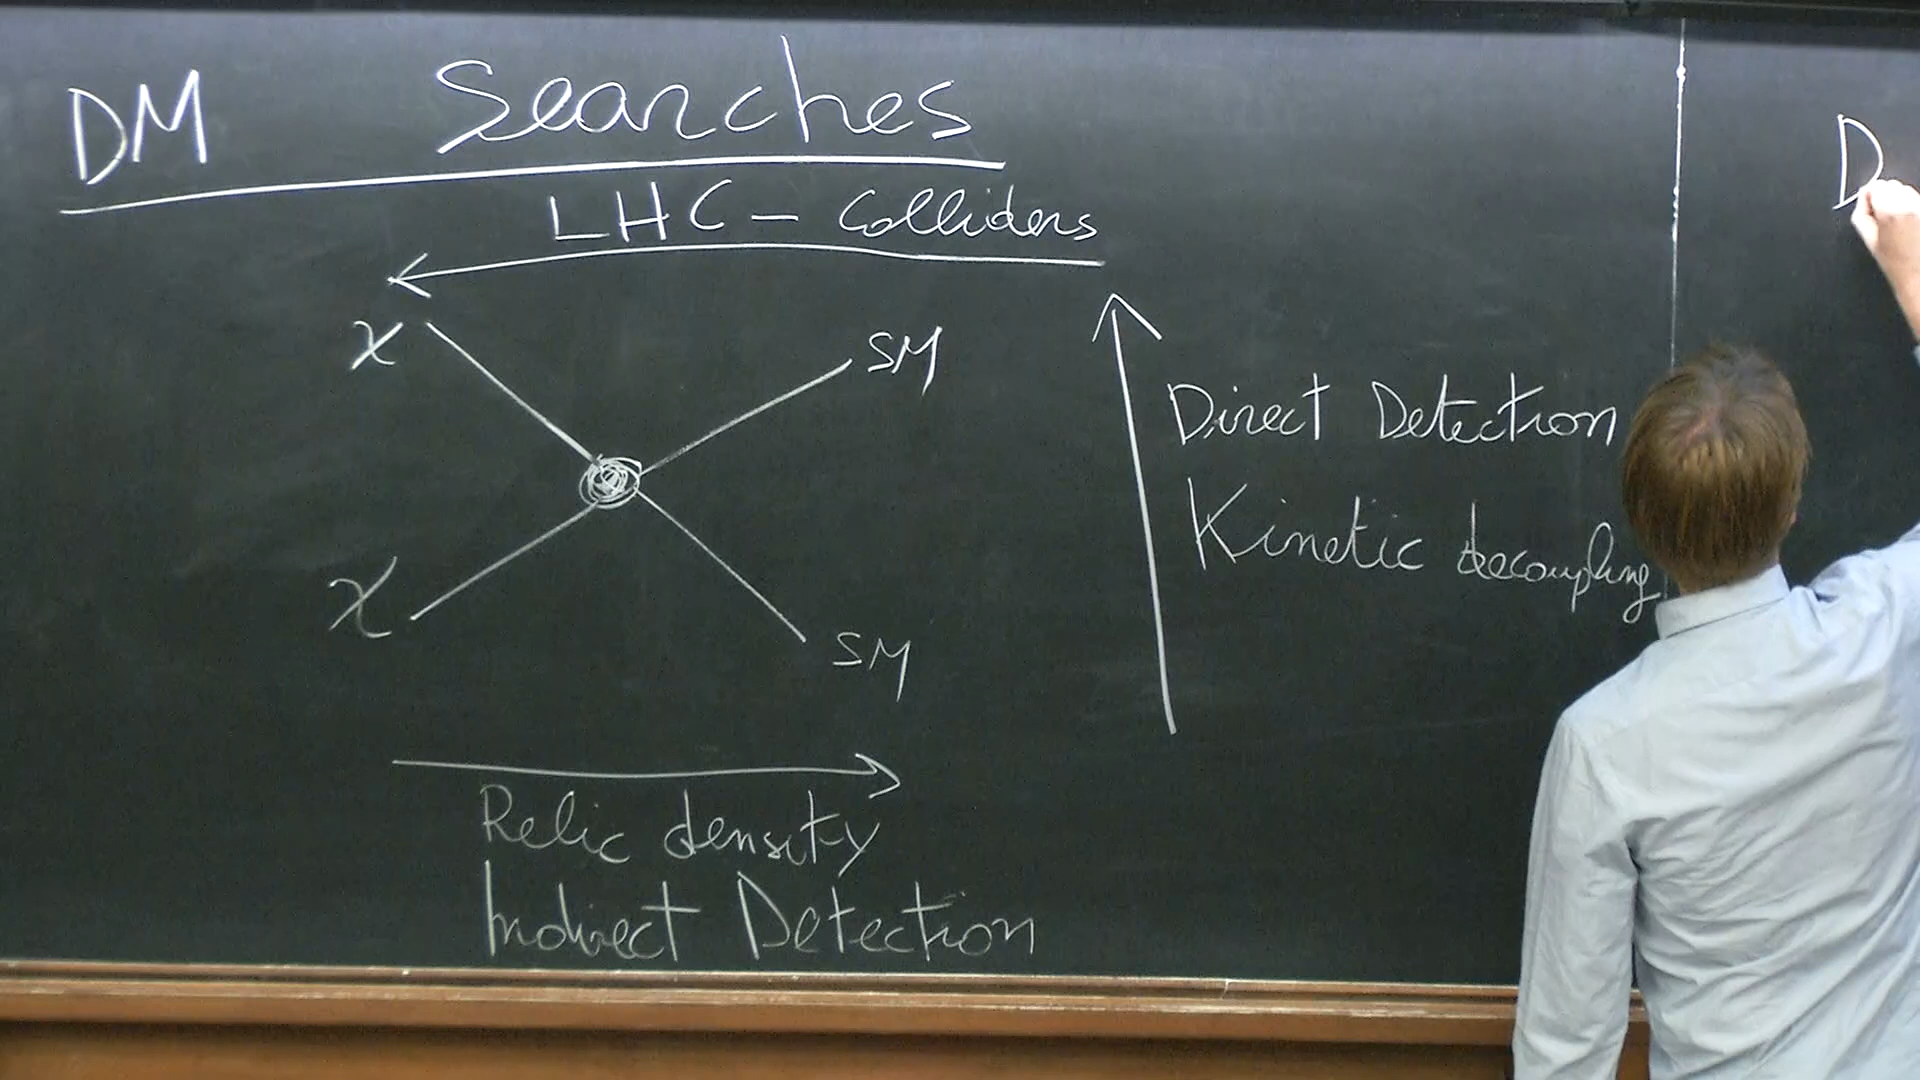 DM Searches
LHC - Colliders
χ
SM
Direct Detection
Kinetic decoupling
χ
SM
Relic density
Indirect Detection
D